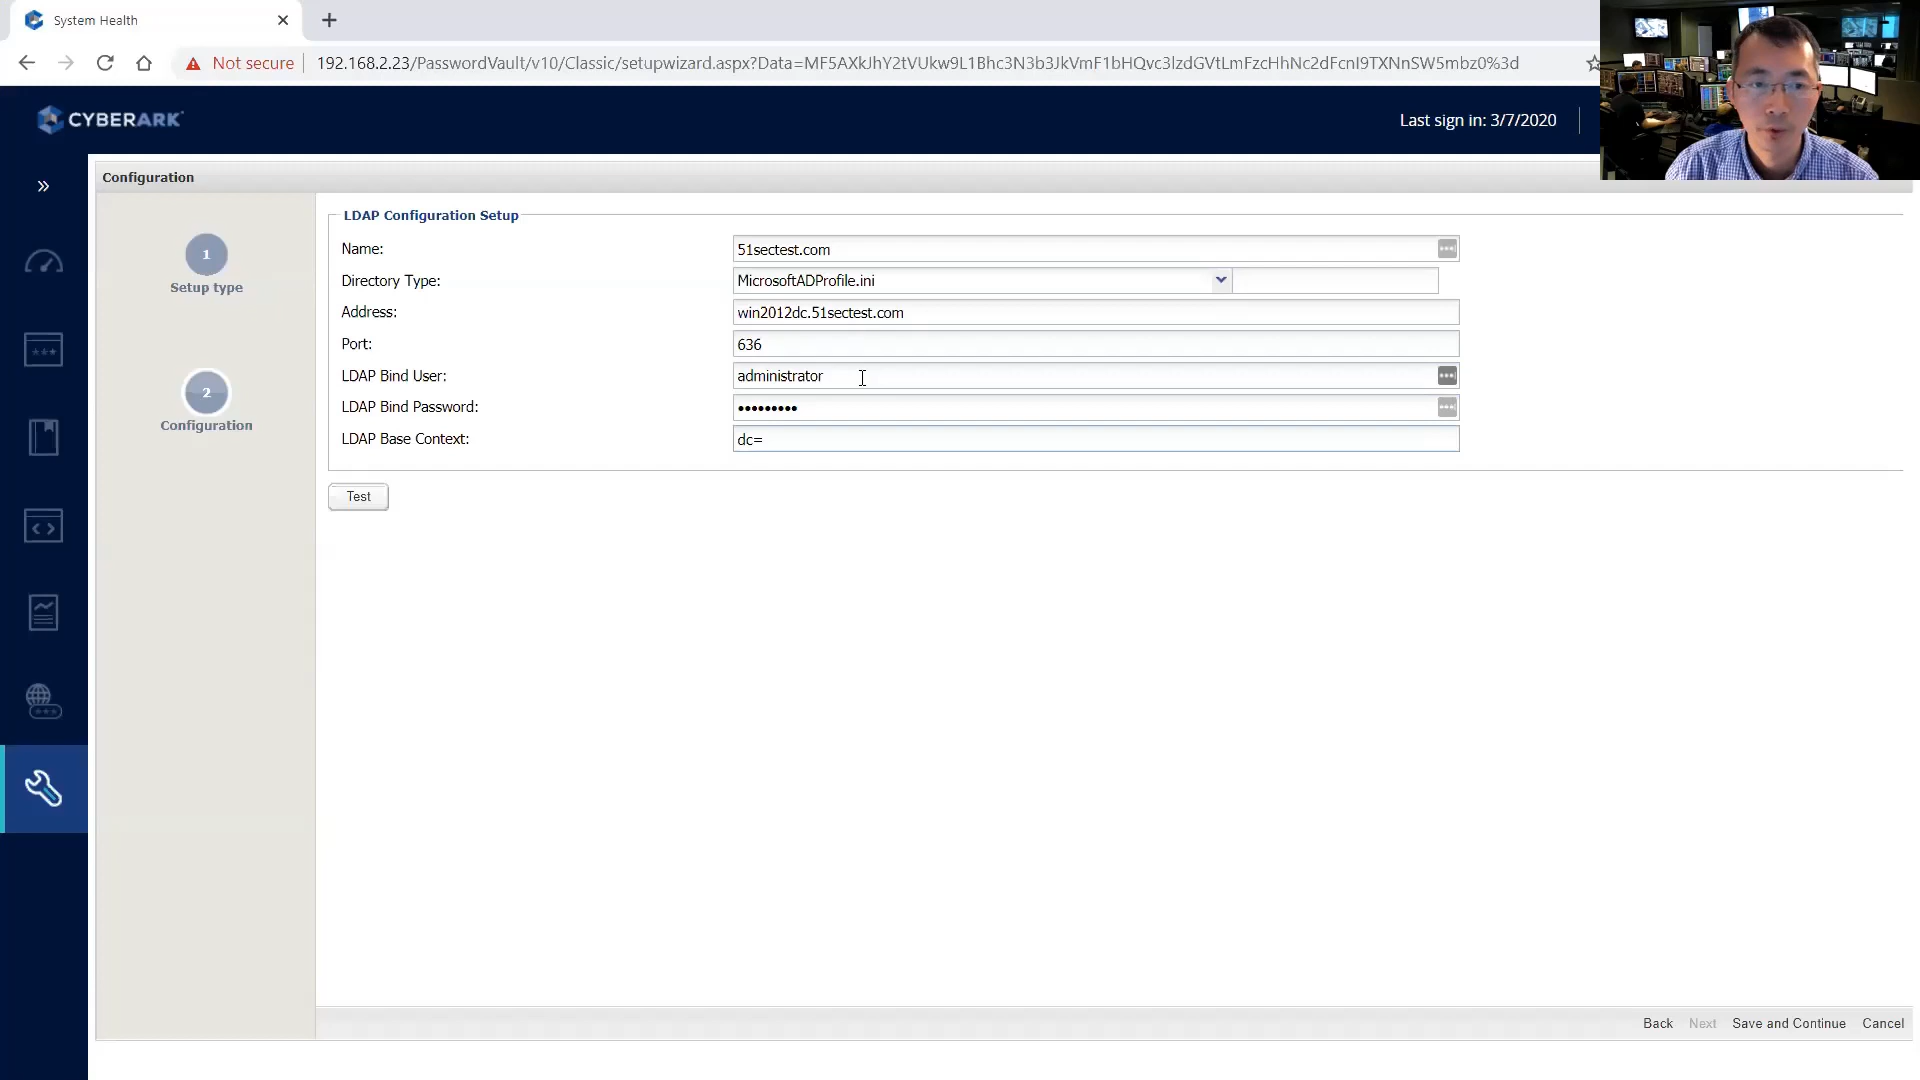 System Health
Not secure
192.168.2.23/PasswordVault/v10/Classic/setupwizard.aspx?Data=MF5AXkJhY2tVUkw9L1Bhc3N3b3JkVmF1bHQvc3lzdGVtLmFzcHhNc2dFcnI9TXNnSW5mbz0%3d
CYBERARK
Last sign in: 3/7/2020
Configuration
1
Setup type
2
Configuration
LDAP Configuration Setup
Name: 51sectest.com
Directory Type: MicrosoftADProfile.ini
Address: win2012dc.51sectest.com
Port: 636
LDAP Bind User: administrator
LDAP Bind Password: •••••••••
LDAP Base Context: dc=
Test
Back Next Save and Continue Cancel